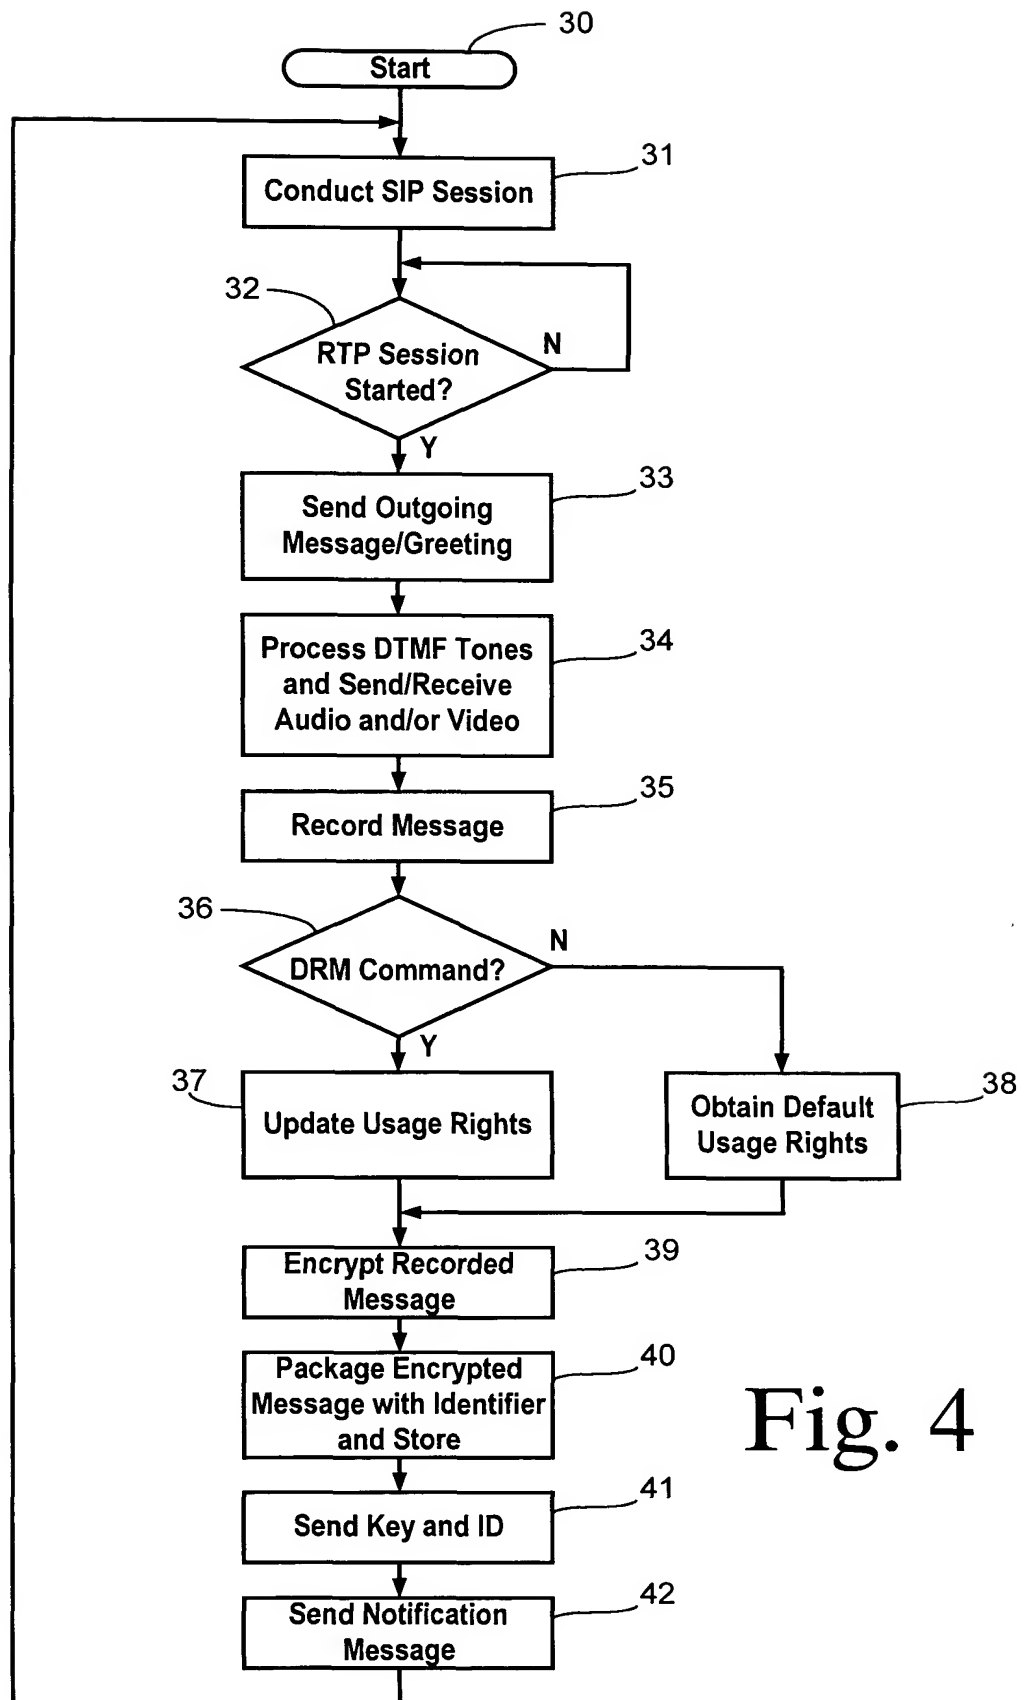 30
Start
31
Conduct SIP Session
32
RTP Session
Started?
N
Y
33
Send Outgoing
Message/Greeting
34
Process DTMF Tones
and Send/Receive
Audio and/or Video
35
Record Message
36
DRM Command?
N
Y
37
Update Usage Rights
38
Obtain Default
Usage Rights
39
Encrypt Recorded
Message
40
Package Encrypted
Message with Identifier
and Store
Fig. 4
41
Send Key and ID
42
Send Notification
Message